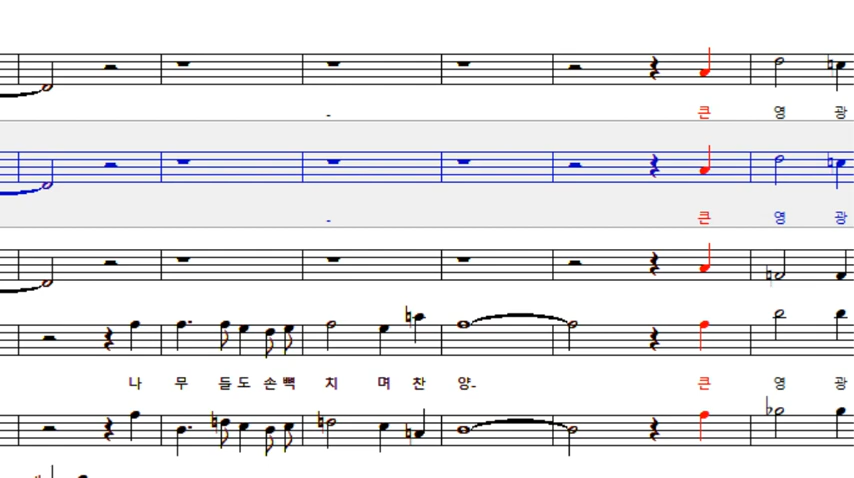 - 큰 영 광
- 큰 영 광
나 무 들 도 손 뼉 치 며 찬 양- 큰 영 광